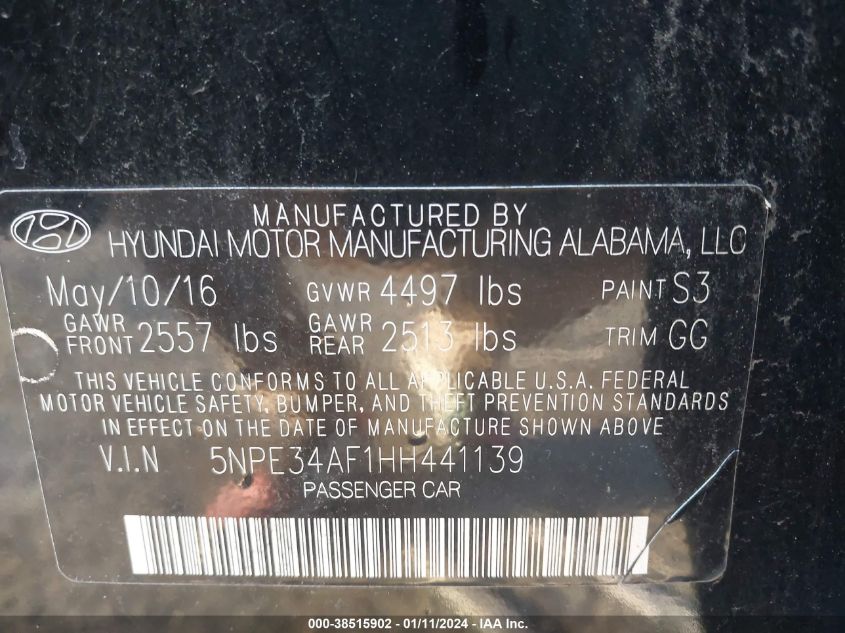 MANUFACTURED BY
HYUNDAI MOTOR MANUFACTURING ALABAMA, LLC
May/10/16 GVWR 4497 lbs PAINT S3
GAWR FRONT 2557 lbs GAWR REAR 2513 lbs TRIM GG
THIS VEHICLE CONFORMS TO ALL APPLICABLE U.S.A. FEDERAL
MOTOR VEHICLE SAFETY, BUMPER, AND THEFT PREVENTION STANDARDS
IN EFFECT ON THE DATE OF MANUFACTURE SHOWN ABOVE
V.I.N 5NPE34AF1HH441139
PASSENGER CAR
000-38515902 - 01/11/2024 - IAA Inc.